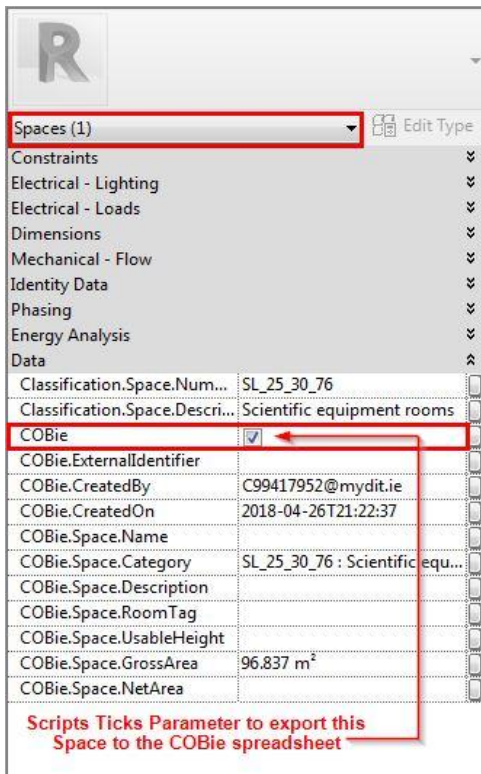 R
Spaces (1)
Edit Type
Constraints
Electrical - Lighting
Electrical - Loads
Dimensions
Mechanical - Flow
Identity Data
Phasing
Energy Analysis
Data
Classification.Space.Num... SL_25_30_76
Classification.Space.Descri... Scientific equipment rooms
COBie
COBie.ExternalIdentifier
COBie.CreatedBy C99417952@mydit.ie
COBie.CreatedOn 2018-04-26T21:22:37
COBie.Space.Name
COBie.Space.Category SL_25_30_76 : Scientific equ...
COBie.Space.Description
COBie.Space.RoomTag
COBie.Space.UsableHeight
COBie.Space.GrossArea 96.837 m²
COBie.Space.NetArea
Scripts Ticks Parameter to export this
Space to the COBie spreadsheet